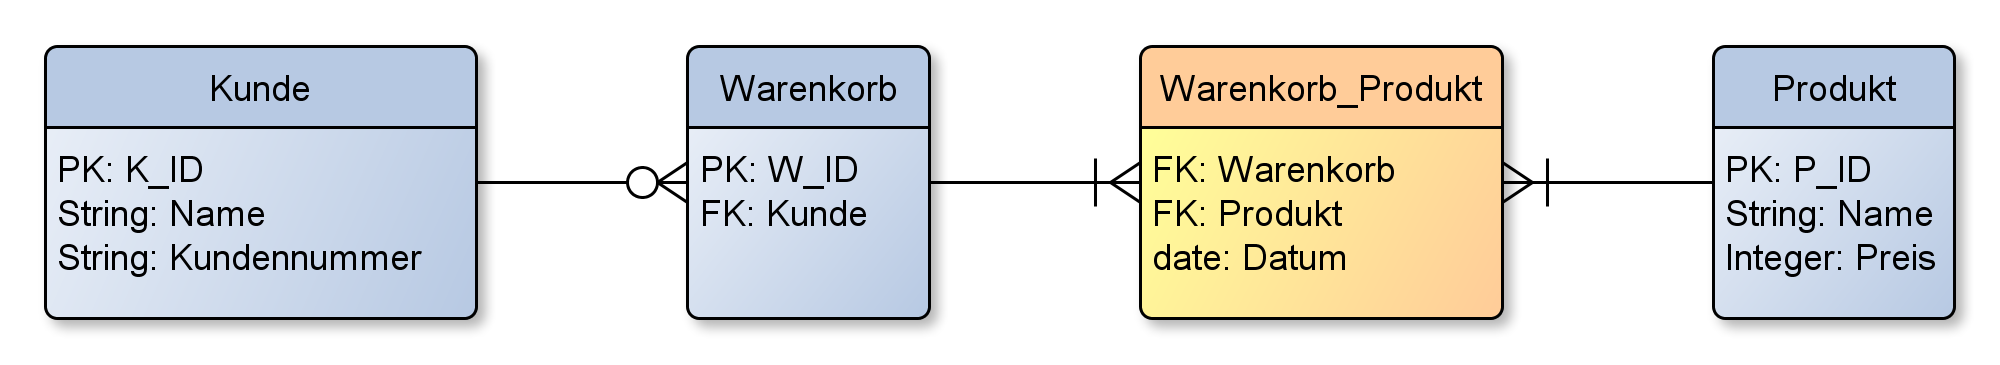 Kunde
PK: K_ID
String: Name
String: Kundennummer
Warenkorb
PK: W_ID
FK: Kunde
Warenkorb_Produkt
FK: Warenkorb
FK: Produkt
date: Datum
Produkt
PK: P_ID
String: Name
Integer: Preis